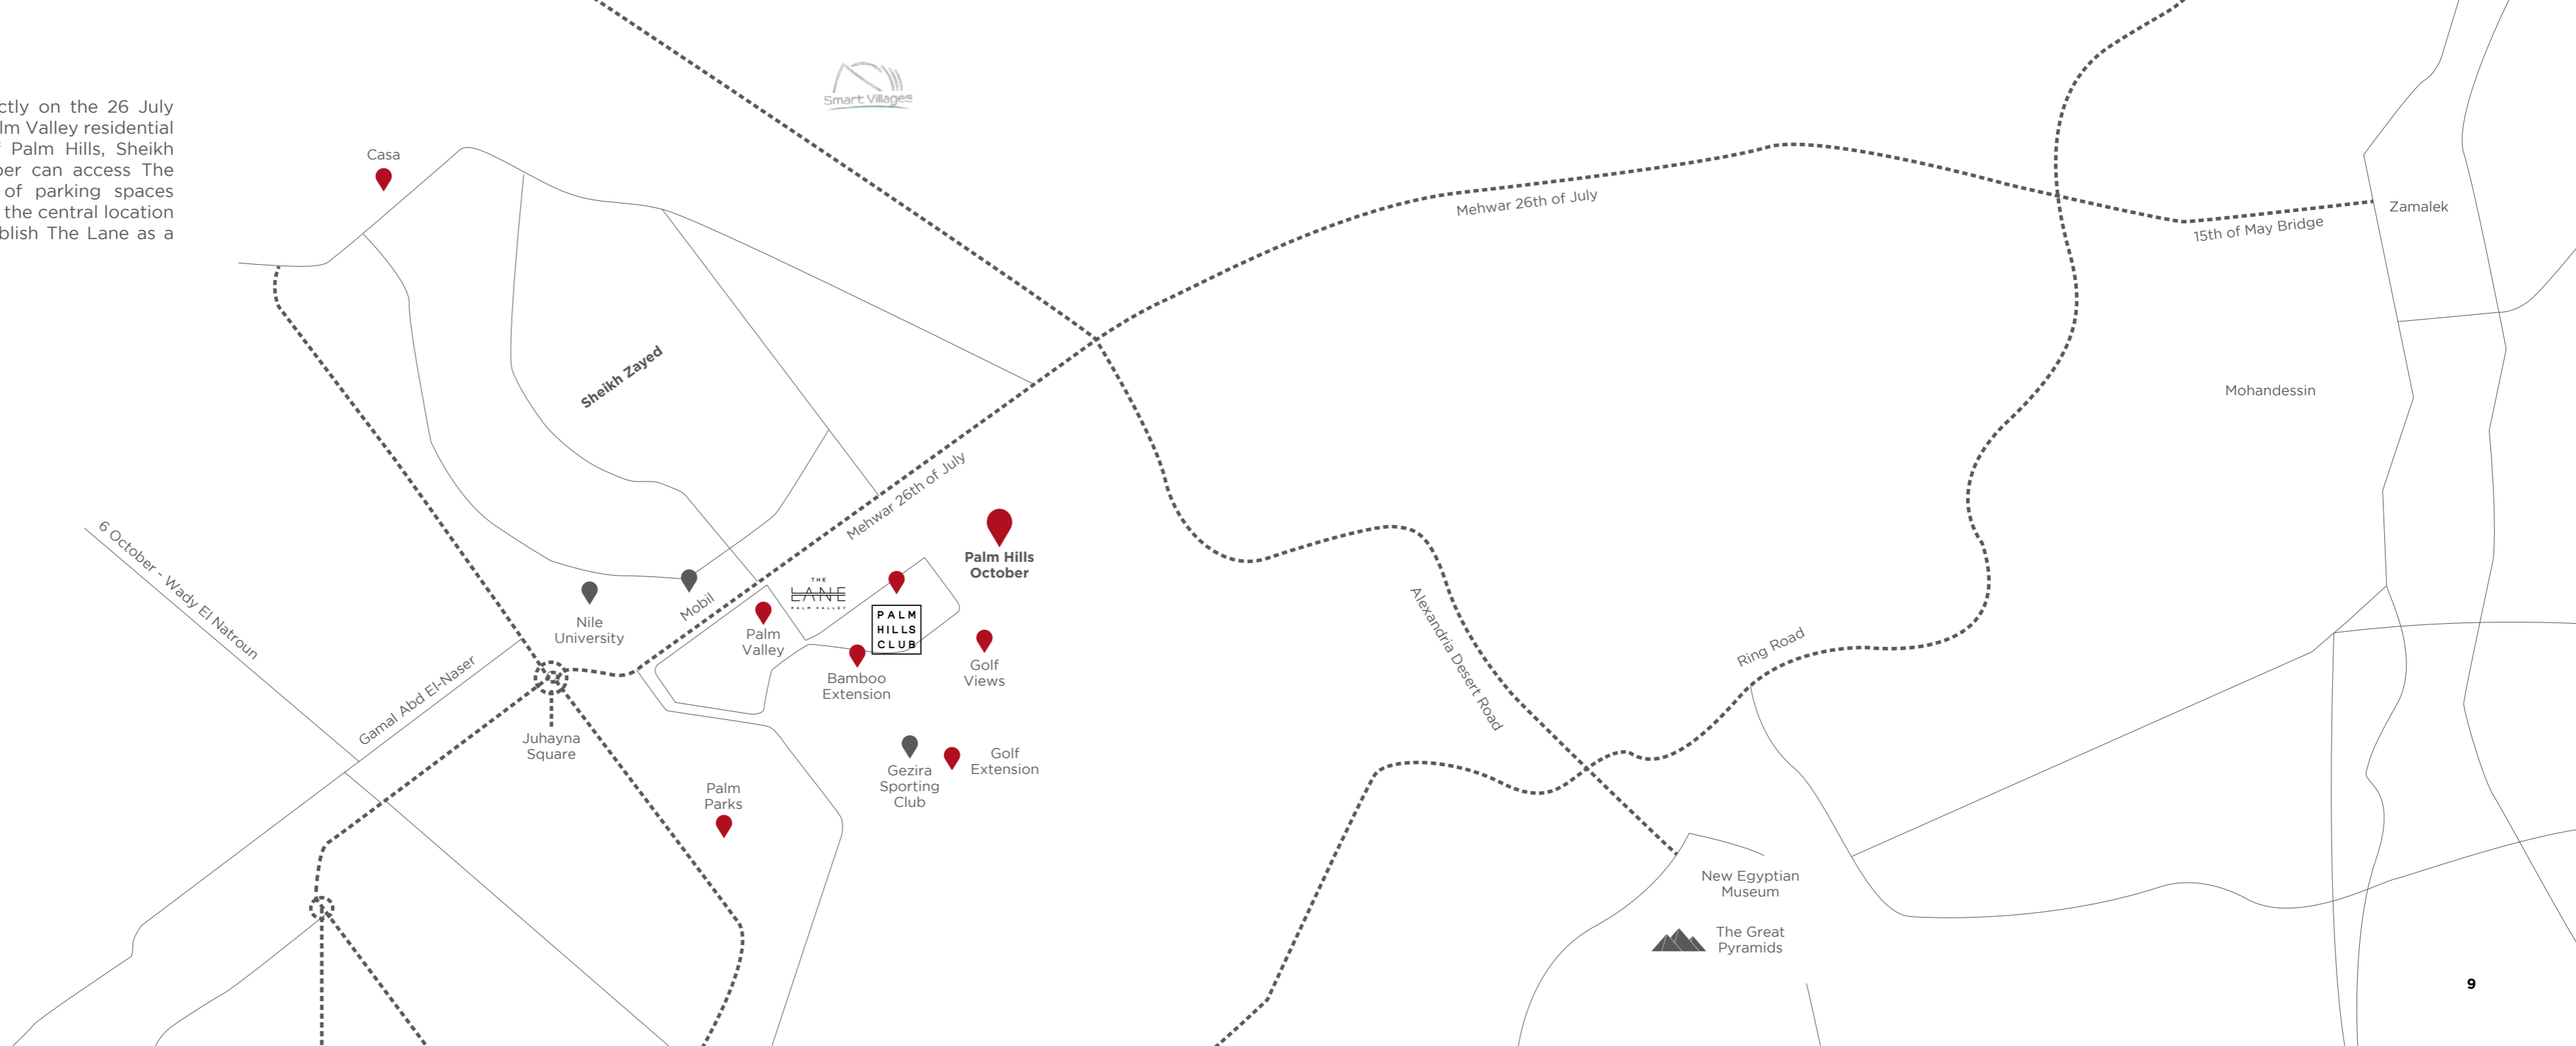 ctly on the 26 July
lm Valley residential
Palm Hills, Sheikh
er can access The
of parking spaces
the central location
blish The Lane as a
Smart Villages
Casa
Mehwar 26th of July
15th of May Bridge
Zamalek
Sheikh Zayed
Mohandessin
Mehwar 26th of July
6 October - Wady El Natroun
Palm Hills
October
Nile
University
Mobil
THE
LANE
PALM VALLEY
Palm
Valley
PALM
HILLS
CLUB
Bamboo
Extension
Golf
Views
Alexandria Desert Road
Ring Road
Gamal Abd El-Naser
Juhayna
Square
Gezira
Sporting
Club
Golf
Extension
Palm
Parks
New Egyptian
Museum
The Great
Pyramids
9